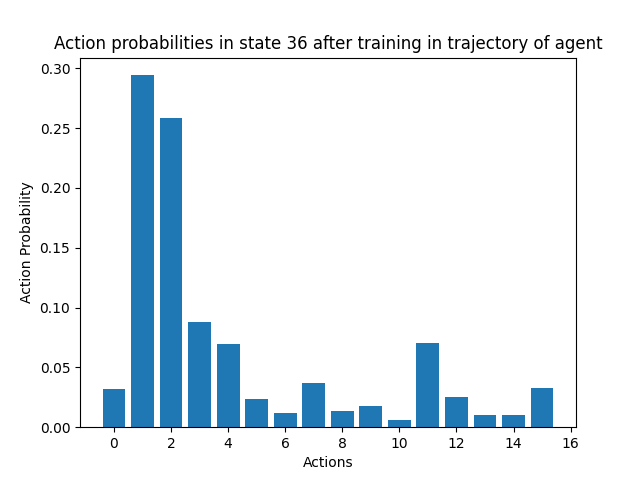 Action probabilities in state 36 after training in trajectory of agent
0.30
0.25
0.20
0.15
0.10
0.05
0.00
Action Probability
0 2 4 6 8 10 12 14 16
Actions